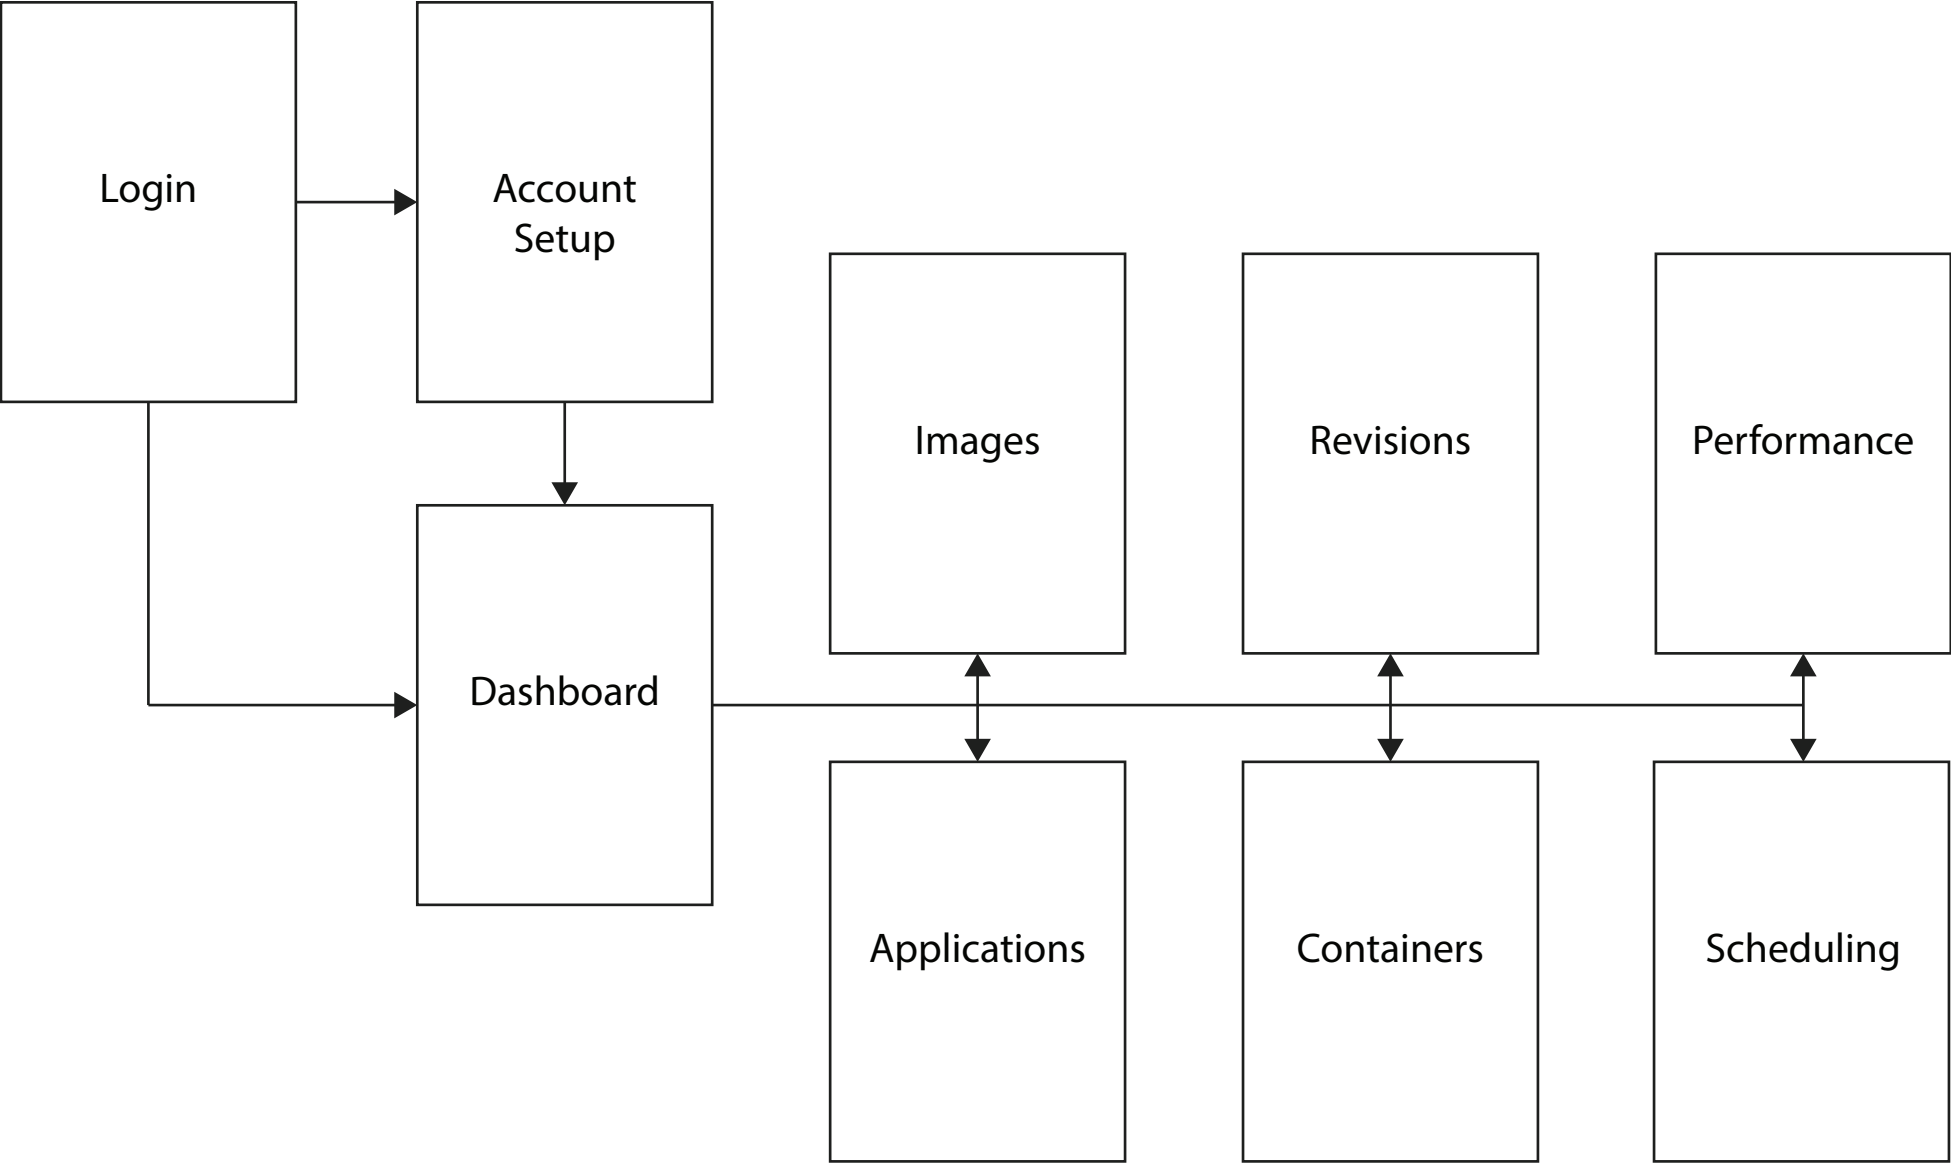 Login
Account
Setup
Images
Revisions
Performance
Dashboard
Applications
Containers
Scheduling